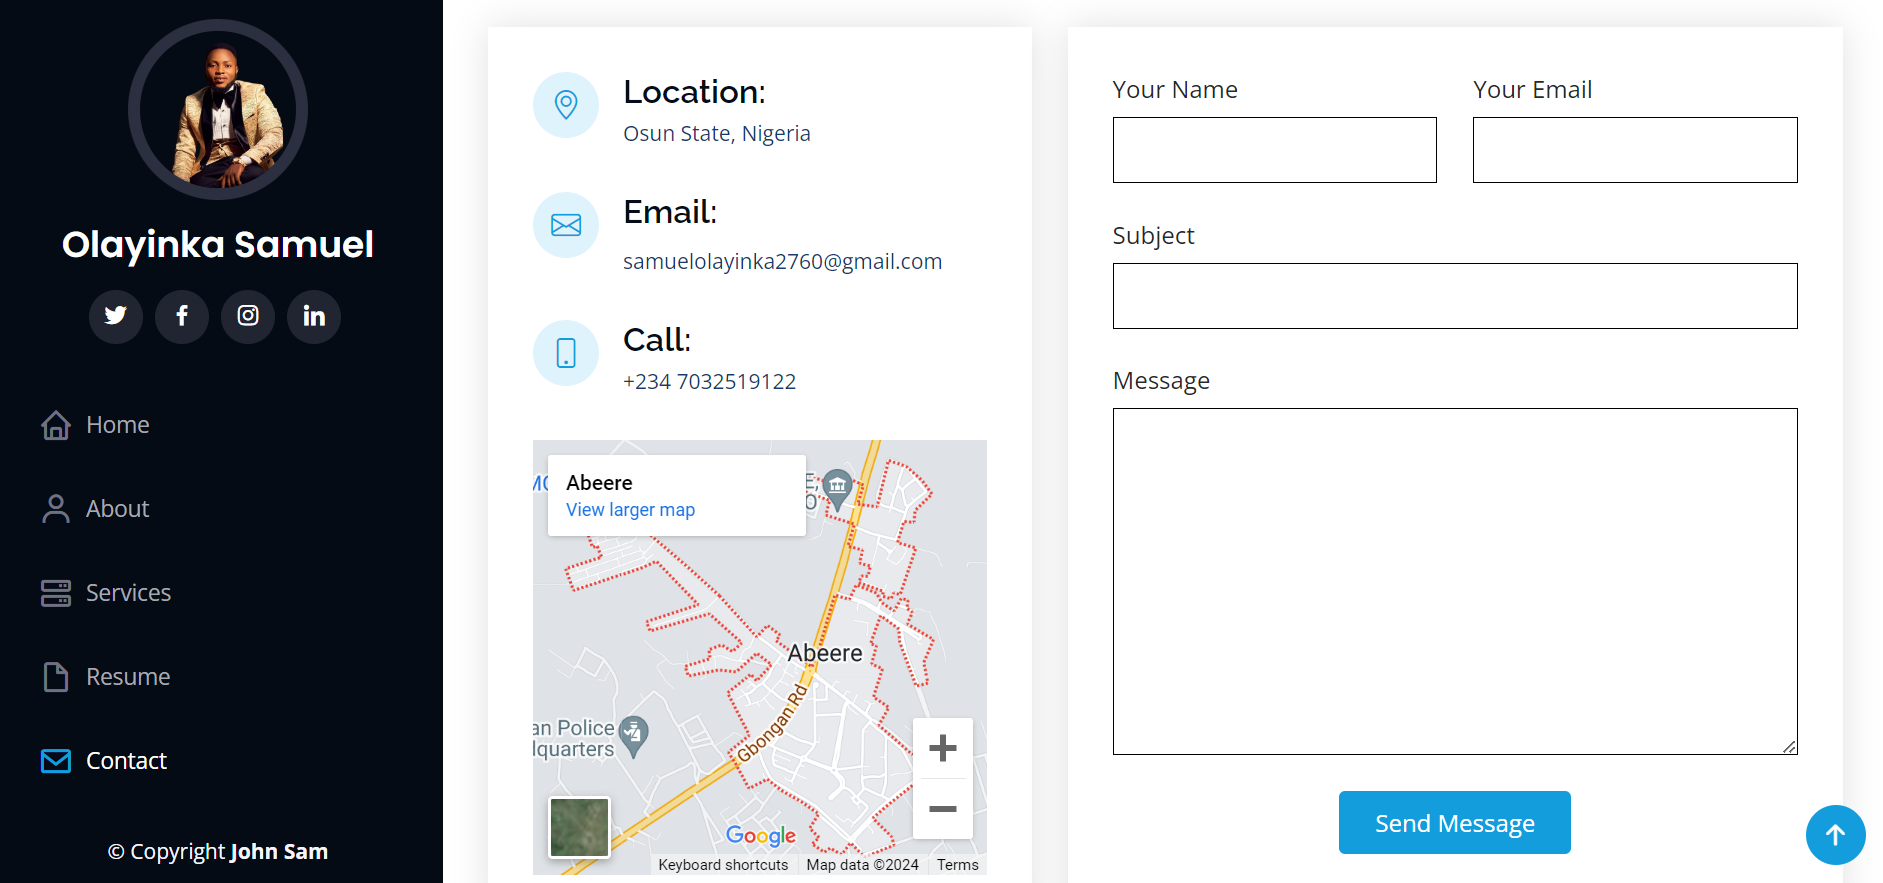 Olayinka Samuel
Home
About
Services
Resume
Contact
© Copyright John Sam
Location:
Osun State, Nigeria
Email:
samuelolayinka2760@gmail.com
Call:
+234 7032519122
Abeere
View larger map
Abeere
Gbongan Rd
an Police
lquarters
Google
Keyboard shortcuts
Map data ©2024
Terms
Your Name
Your Email
Subject
Message
Send Message